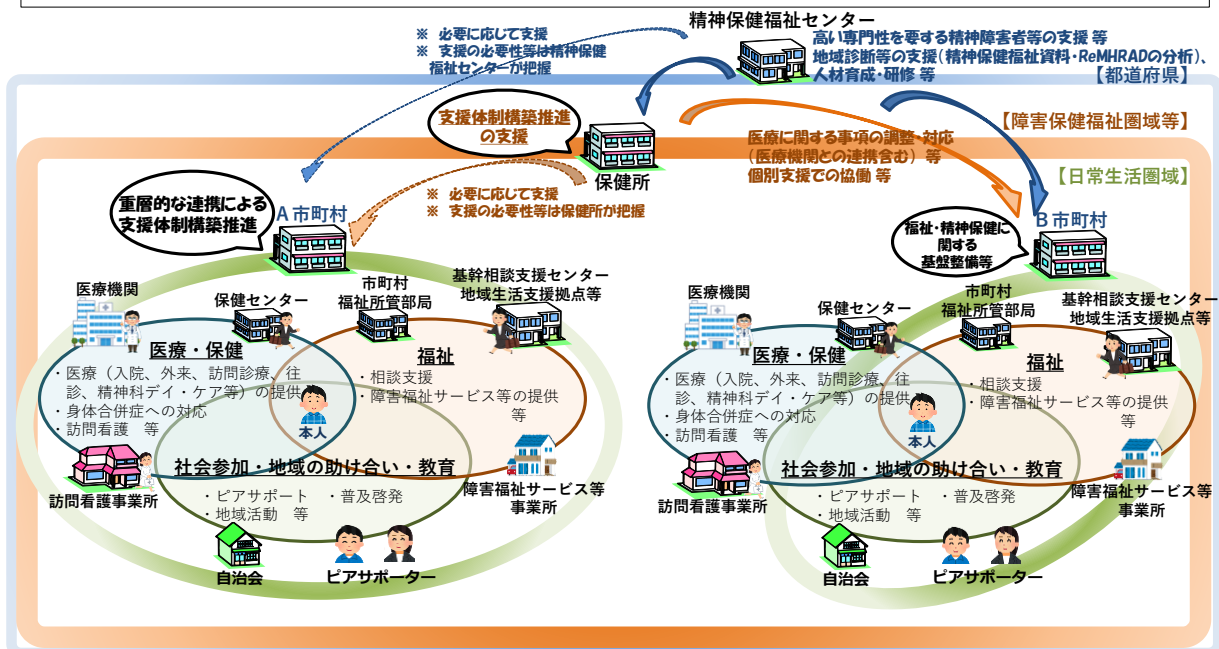 精神保健福祉センター
※ 必要に応じて支援
※ 支援の必要性等は精神保健
福祉センターが把握
高い専門性を要する精神障害者等の支援 等
地域診断等の支援(精神保健福祉資料・ReMHRADの分析)、
人材育成・研修 等
【都道府県】
支援体制構築推進
の支援
保健所
【障害保健福祉圏域等】
医療に関する事項の調整・対応
(医療機関との連携含む) 等
個別支援での協働 等
【日常生活圏域】
※ 必要に応じて支援
※ 支援の必要性等は保健所が把握
重層的な連携による
支援体制構築推進
A市町村
福祉・精神保健に
関する
基盤整備等
B市町村
医療機関
保健センター
市町村
福祉所管部局
基幹相談支援センター
地域生活支援拠点等
医療・保健
・医療（入院、外来、訪問診療、往
診、精神科デイ・ケア等）の提供
・身体合併症への対応
・訪問看護　等
福祉
・相談支援
・障害福祉サービス等の提供
等
本人
社会参加・地域の助け合い・教育
・ピアサポート　・普及啓発
・地域活動　等
訪問看護事業所
障害福祉サービス等
事業所
自治会
ピアサポーター
医療機関
保健センター
市町村
福祉所管部局
基幹相談支援センター
地域生活支援拠点等
医療・保健
・医療（入院、外来、訪問診療、往
診、精神科デイ・ケア等）の提供
・身体合併症への対応
・訪問看護　等
福祉
・相談支援
・障害福祉サービス等の提供
等
本人
社会参加・地域の助け合い・教育
・ピアサポート　・普及啓発
・地域活動　等
訪問看護事業所
障害福祉サービス等
事業所
自治会
ピアサポーター